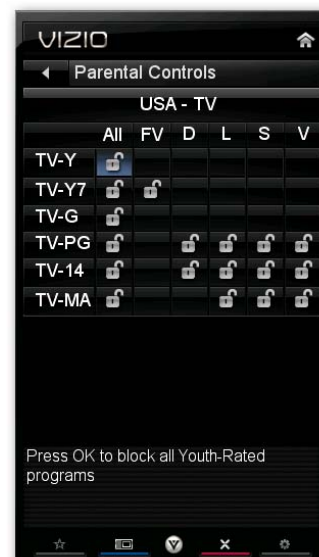 VIZIO
Parental Controls
USA - TV
All FV D L S V
TV-Y
TV-Y7
TV-G
TV-PG
TV-14
TV-MA
Press OK to block all Youth-Rated
programs
V